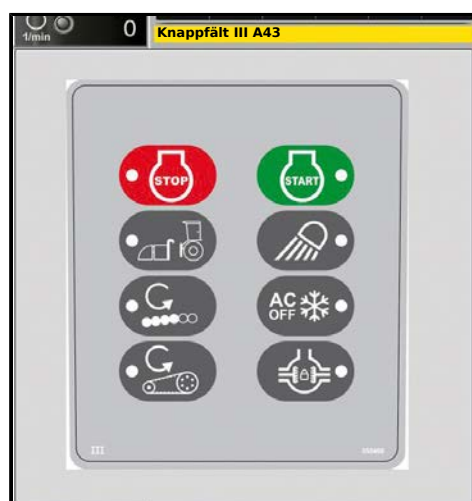 1/min
0
Knappfält III A43
STOP
START
AC
OFF
III